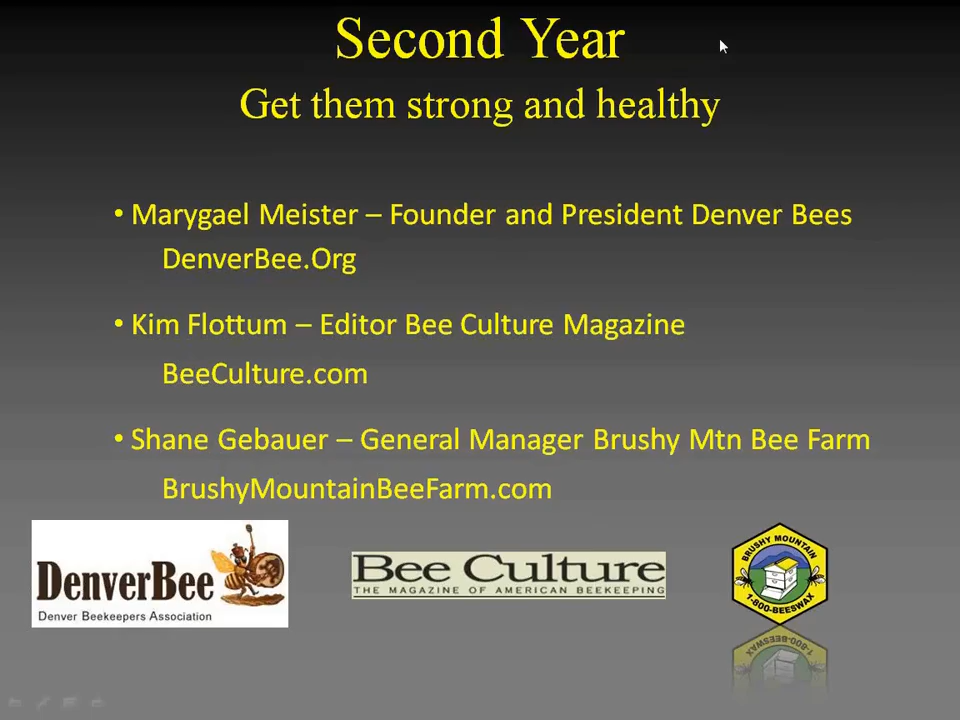 Second Year
Get them strong and healthy
• Marygael Meister – Founder and President Denver Bees
DenverBee.Org
• Kim Flottum – Editor Bee Culture Magazine
BeeCulture.com
• Shane Gebauer – General Manager Brushy Mtn Bee Farm
BrushyMountainBeeFarm.com
DenverBee
Denver Beekeepers Association
Bee Culture
THE MAGAZINE OF AMERICAN BEEKEEPING
BRUSHY MOUNTAIN
1-800-BEESWAX